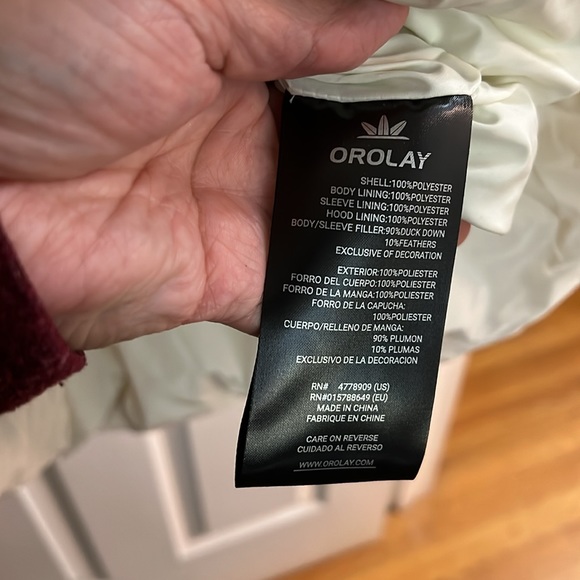 OROLAY
SHELL:100%POLYESTER
BODY LINING:100%POLYESTER
SLEEVE LINING:100%POLYESTER
HOOD LINING:100%POLYESTER
BODY/SLEEVE FILLER:90%DUCK DOWN
10%FEATHERS
EXCLUSIVE OF DECORATION
EXTERIOR:100%POLIESTER
FORRO DEL CUERPO:100%POLIESTER
FORRO DE LA MANGA:100%POLIESTER
FORRO DE LA CAPUCHA:
100%POLIESTER
CUERPO/RELLENO DE MANGA:
90% PLUMON
10% PLUMAS
EXCLUSIVO DE LA DECORACION
RN# 4778909 (US)
RN#015788649 (EU)
MADE IN CHINA
FABRIQUE EN CHINE
CARE ON REVERSE
CUIDADO AL REVERSO
WWW.OROLAY.COM